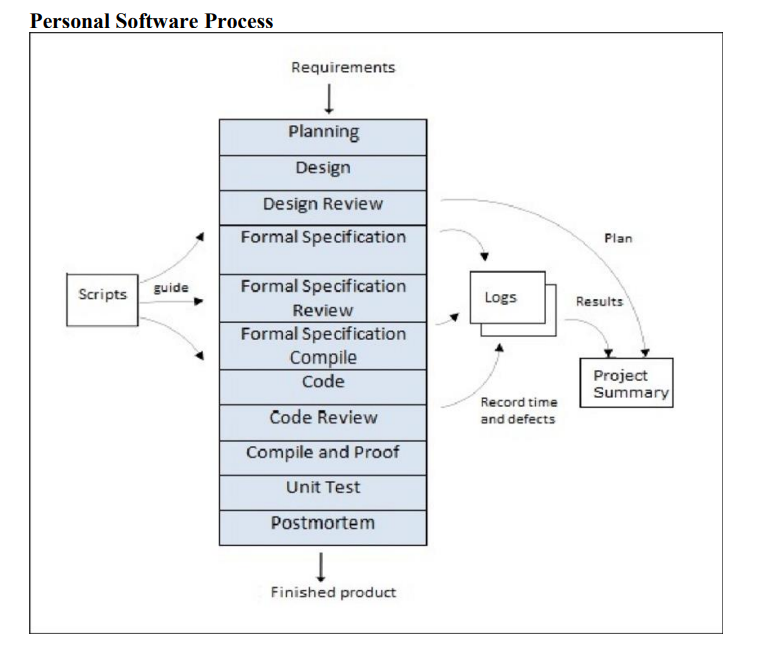 Personal Software Process
Requirements
Planning
Design
Design Review
Formal Specification
Formal Specification
Review
Formal Specification
Compile
Code
Code Review
Compile and Proof
Unit Test
Postmortem
Finished product
Scripts
guide
Plan
Logs
Results
Record time
and defects
Project
Summary